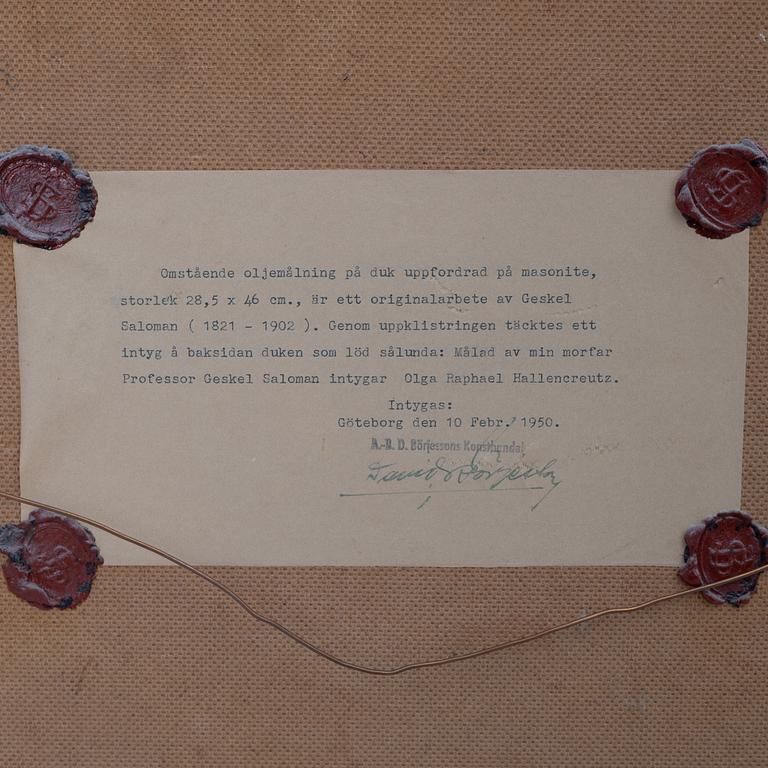 Omstående oljemålning på duk uppfordrad på masonite,
storlek 28,5 x 46 cm., är ett originalarbete av Geskel
Saloman ( 1821 - 1902 ). Genom uppklistringen täcktes ett
intyg å baksidan duken som löd sålunda: Målad av min morfar
Professor Geskel Saloman intygar Olga Raphael Hallencreutz.
Intygas:
Göteborg den 10 Febr. 1950.
A.-B. D. Börjessons Konsthandel